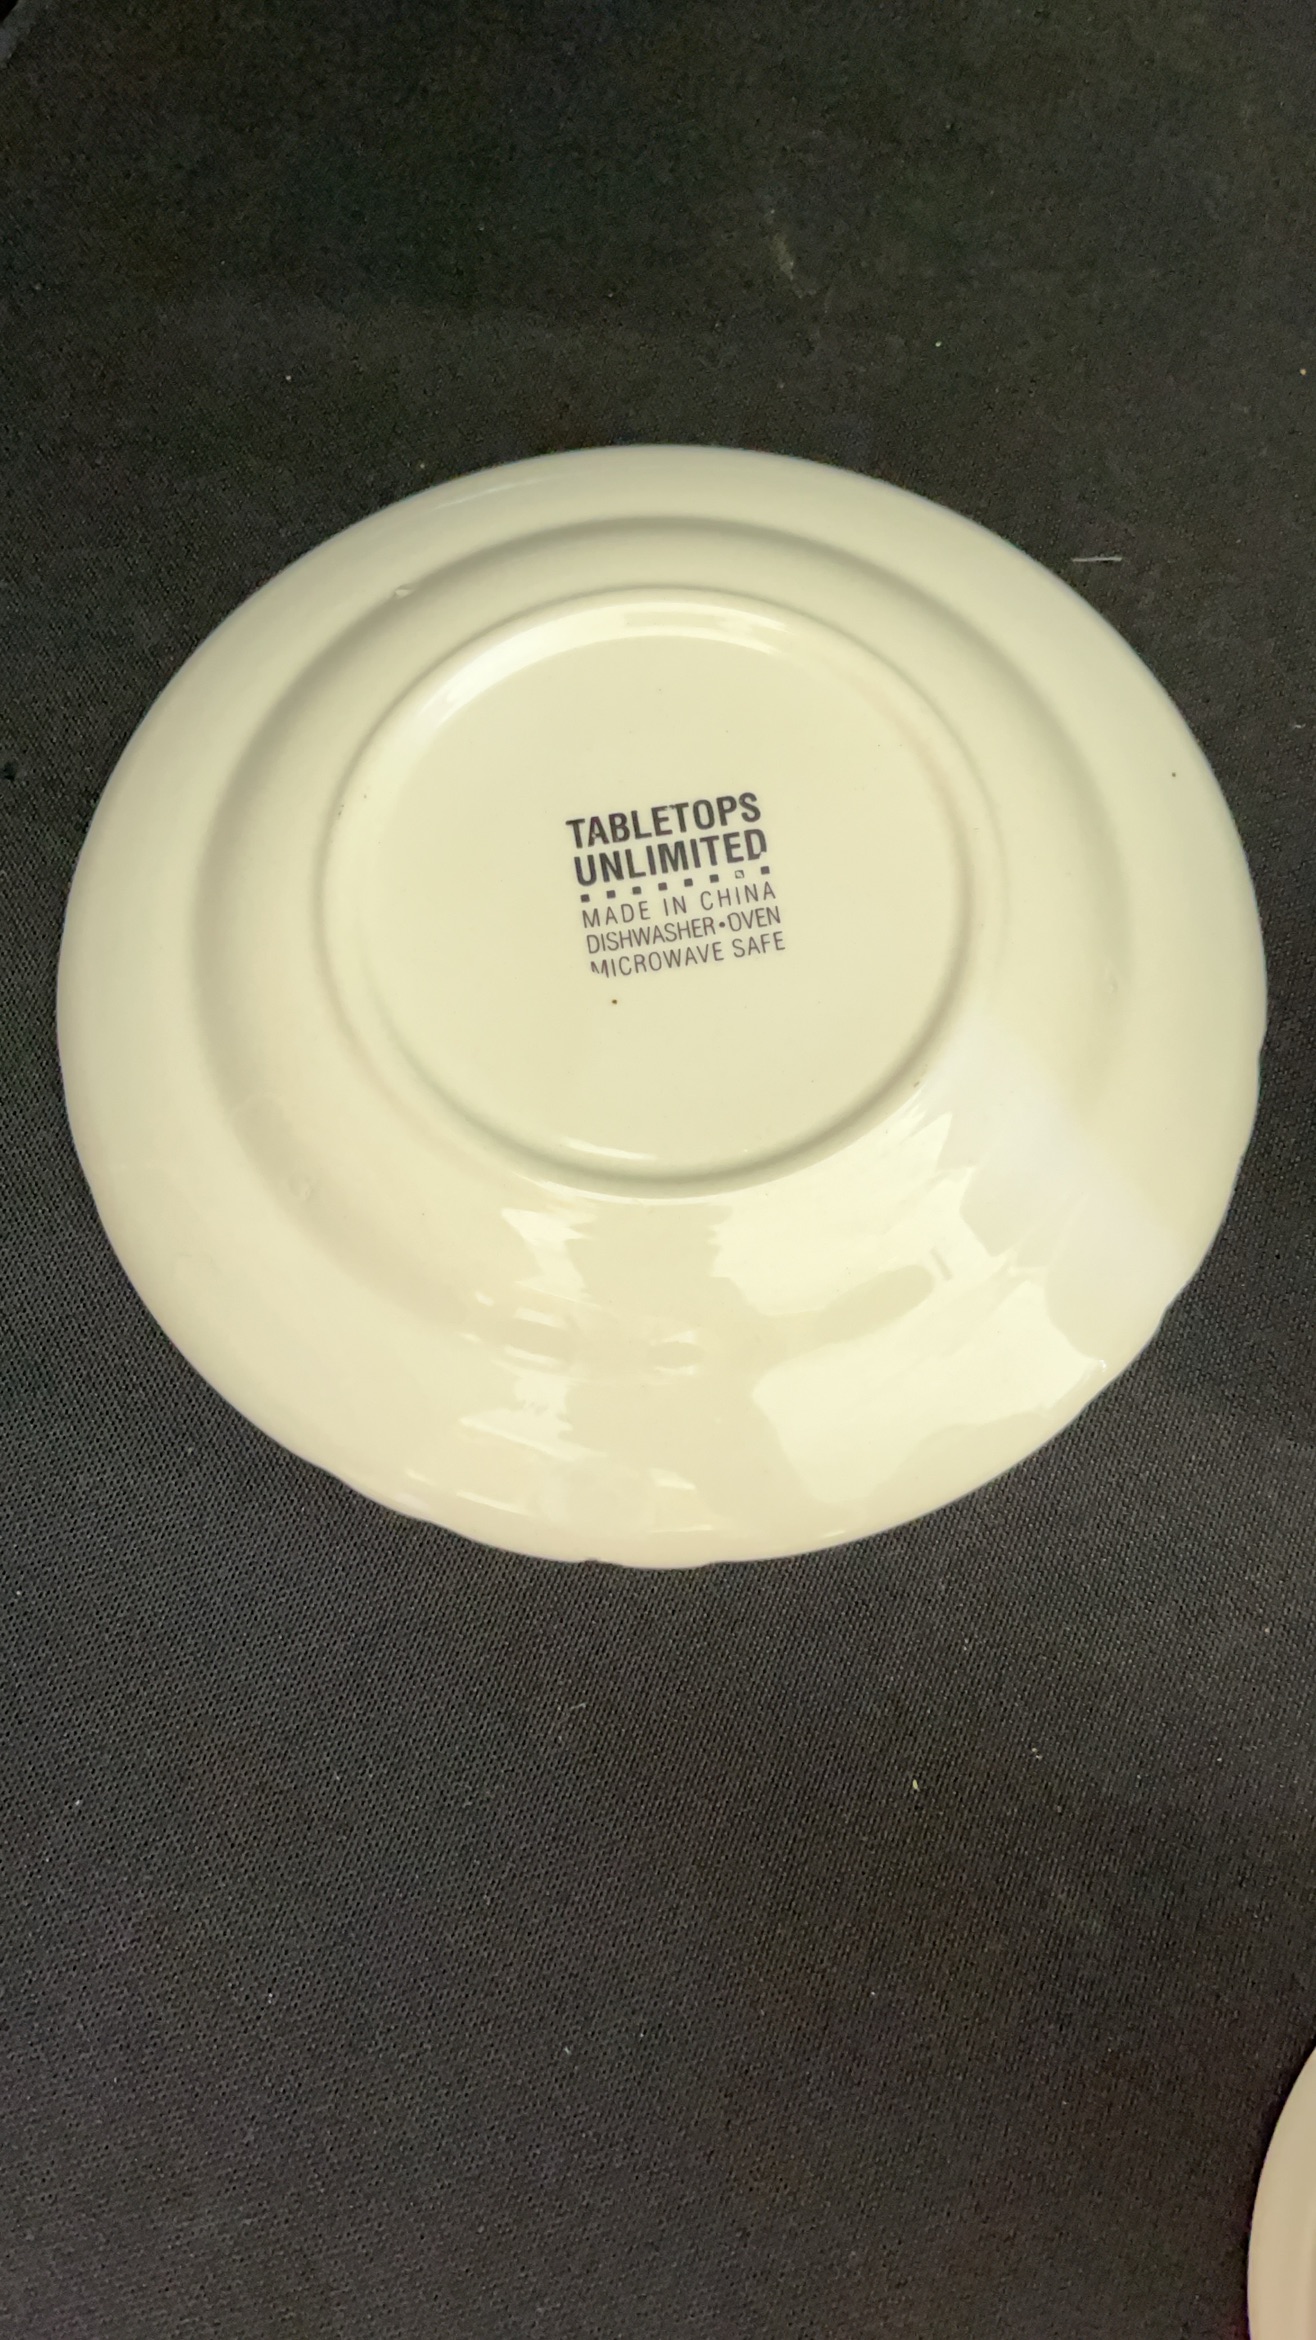 TABLETOPS
UNLIMITED
MADE IN CHINA
DISHWASHER•OVEN
MICROWAVE SAFE